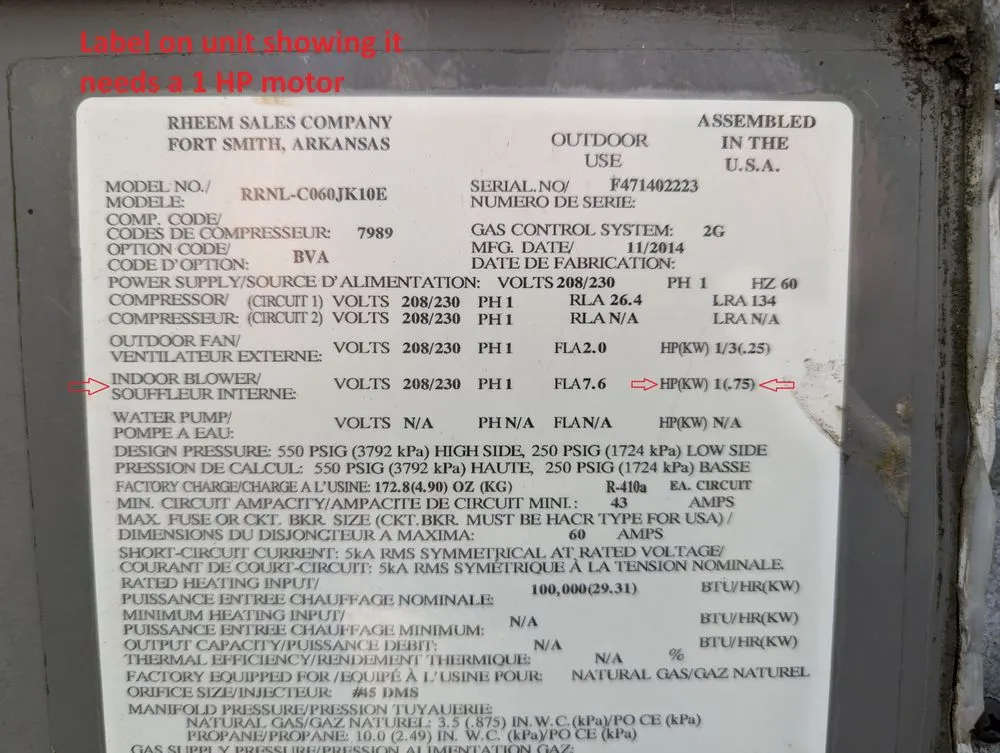 Label on unit showing it
needs a 1 HP motor
RHEEM SALES COMPANY
FORT SMITH, ARKANSAS
OUTDOOR
USE
ASSEMBLED
IN THE
U.S.A.
MODEL NO./
MODELE: RRNL-C060JK10E
SERIAL.NO/ F471402223
NUMERO DE SERIE:
COMP. CODE/
CODES DE COMPRESSEUR: 7989
GAS CONTROL SYSTEM: 2G
OPTION CODE/
CODE D'OPTION: BVA
MFG. DATE/ 11/2014
DATE DE FABRICATION:
POWER SUPPLY/SOURCE D'ALIMENTATION: VOLTS 208/230 PH 1 HZ 60
COMPRESSOR/ (CIRCUIT 1) VOLTS 208/230 PH 1 RLA 26.4 LRA 134
COMPRESSEUR: (CIRCUIT 2) VOLTS 208/230 PH 1 RLA N/A LRA N/A
OUTDOOR FAN/
VENTILATEUR EXTERNE: VOLTS 208/230 PH 1 FLA 2.0 HP(KW) 1/3(.25)
INDOOR BLOWER/
SOUFFLEUR INTERNE: VOLTS 208/230 PH 1 FLA 7.6 HP(KW) 1(.75)
WATER PUMP/
POMPE A EAU: VOLTS N/A PH N/A FLA N/A HP(KW) N/A
DESIGN PRESSURE: 550 PSIG (3792 kPa) HIGH SIDE, 250 PSIG (1724 kPa) LOW SIDE
PRESSION DE CALCUL: 550 PSIG (3792 kPa) HAUTE, 250 PSIG (1724 kPa) BASSE
FACTORY CHARGE/CHARGE A L'USINE: 172.8(4.90) OZ (KG) R-410a EA. CIRCUIT
MIN. CIRCUIT AMPACITY/AMPACITE DE CIRCUIT MINI.: 43 AMPS
MAX. FUSE OR CKT. BKR. SIZE (CKT.BKR. MUST BE HACR TYPE FOR USA) /
DIMENSIONS DU DISJONCTEUR A MAXIMA: 60 AMPS
SHORT-CIRCUIT CURRENT: 5kA RMS SYMMETRICAL AT RATED VOLTAGE/
COURANT DE COURT-CIRCUIT: 5kA RMS SYMÉTRIQUE À LA TENSION NOMINALE
RATED HEATING INPUT/
PUISSANCE ENTREE CHAUFFAGE NOMINALE: 100,000(29.31) BTU/HR(KW)
MINIMUM HEATING INPUT/
PUISSANCE ENTREE CHAUFFAGE MINIMUM: N/A BTU/HR(KW)
OUTPUT CAPACITY/PUISSANCE DEBIT: N/A BTU/HR(KW)
THERMAL EFFICIENCY/RENDEMENT THERMIQUE: N/A %
FACTORY EQUIPPED FOR/EQUIPÉ À L'USINE POUR: NATURAL GAS/GAZ NATUREL
ORIFICE SIZE/INJECTEUR: #45 DMS
MANIFOLD PRESSURE/PRESSION TUYAUERIE:
NATURAL GAS/GAZ NATUREL: 3.5 (.875) IN.W.C.(kPa)/PO CE (kPa)
PROPANE/PROPANE: 10.0 (2.49) IN. W.C.(kPa)/PO CE (kPa)
GAS SUPPLY PRESSURE/PRESSION ALIMENTATION GAZ: